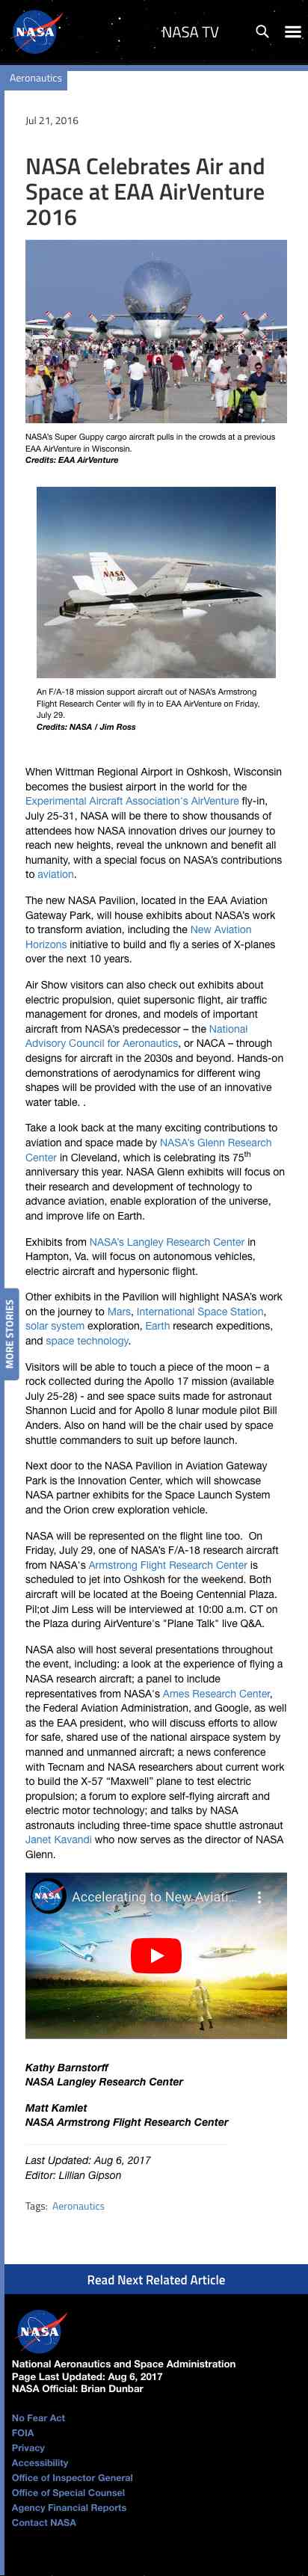 NASA
NASA TV
Aeronautics
Jul 21, 2016
NASA Celebrates Air and
Space at EAA AirVenture
2016
NASA's Super Guppy cargo aircraft pulls in the crowds at a previous
EAA AirVenture in Wisconsin.
Credits: EAA AirVenture
NASA
843
An F/A-18 mission support aircraft out of NASA's Armstrong
Flight Research Center will fly in to EAA AirVenture on Friday,
July 29.
Credits: NASA / Jim Ross
When Wittman Regional Airport in Oshkosh, Wisconsin
becomes the busiest airport in the world for the
Experimental Aircraft Association's AirVenture fly-in,
July 25-31, NASA will be there to show thousands of
attendees how NASA innovation drives our journey to
reach new heights, reveal the unknown and benefit all
humanity, with a special focus on NASA's contributions
to aviation.
The new NASA Pavilion, located in the EAA Aviation
Gateway Park, will house exhibits about NASA's work
to transform aviation, including the New Aviation
Horizons initiative to build and fly a series of X-planes
over the next 10 years.
Air Show visitors can also check out exhibits about
electric propulsion, quiet supersonic flight, air traffic
management for drones, and models of important
aircraft from NASA's predecessor – the National
Advisory Council for Aeronautics, or NACA – through
designs for aircraft in the 2030s and beyond. Hands-on
demonstrations of aerodynamics for different wing
shapes will be provided with the use of an innovative
water table. .
Take a look back at the many exciting contributions to
aviation and space made by NASA's Glenn Research
Center in Cleveland, which is celebrating its 75th
anniversary this year. NASA Glenn exhibits will focus on
their research and development of technology to
advance aviation, enable exploration of the universe,
and improve life on Earth.
Exhibits from NASA's Langley Research Center in
Hampton, Va. will focus on autonomous vehicles,
electric aircraft and hypersonic flight.
MORE STORIES
Other exhibits in the Pavilion will highlight NASA's work
on the journey to Mars, International Space Station,
solar system exploration, Earth research expeditions,
and space technology.
Visitors will be able to touch a piece of the moon – a
rock collected during the Apollo 17 mission (available
July 25-28) - and see space suits made for astronaut
Shannon Lucid and for Apollo 8 lunar module pilot Bill
Anders. Also on hand will be the chair used by space
shuttle commanders to suit up before launch.
Next door to the NASA Pavilion in Aviation Gateway
Park is the Innovation Center, which will showcase
NASA partner exhibits for the Space Launch System
and the Orion crew exploration vehicle.
NASA will be represented on the flight line too. On
Friday, July 29, one of NASA's F/A-18 research aircraft
from NASA's Armstrong Flight Research Center is
scheduled to jet into Oshkosh for the weekend. Both
aircraft will be located at the Boeing Centennial Plaza.
Pil;ot Jim Less will be interviewed at 10:00 a.m. CT on
the Plaza during AirVenture's "Plane Talk" live Q&A.
NASA also will host several presentations throughout
the event, including: a look at the experience of flying a
NASA research aircraft; a panel to include
representatives from NASA's Ames Research Center,
the Federal Aviation Administration, and Google, as well
as the EAA president, who will discuss efforts to allow
for safe, shared use of the national airspace system by
manned and unmanned aircraft; a news conference
with Tecnam and NASA researchers about current work
to build the X-57 "Maxwell" plane to test electric
propulsion; a forum to explore self-flying aircraft and
electric motor technology; and talks by NASA
astronauts including three-time space shuttle astronaut
Janet Kavandi who now serves as the director of NASA
Glenn.
NASA
Accelerating to New Aviati...
Kathy Barnstorff
NASA Langley Research Center
Matt Kamlet
NASA Armstrong Flight Research Center
Last Updated: Aug 6, 2017
Editor: Lillian Gipson
Tags: Aeronautics
Read Next Related Article
NASA
National Aeronautics and Space Administration
Page Last Updated: Aug 6, 2017
NASA Official: Brian Dunbar
No Fear Act
FOIA
Privacy
Accessibility
Office of Inspector General
Office of Special Counsel
Agency Financial Reports
Contact NASA